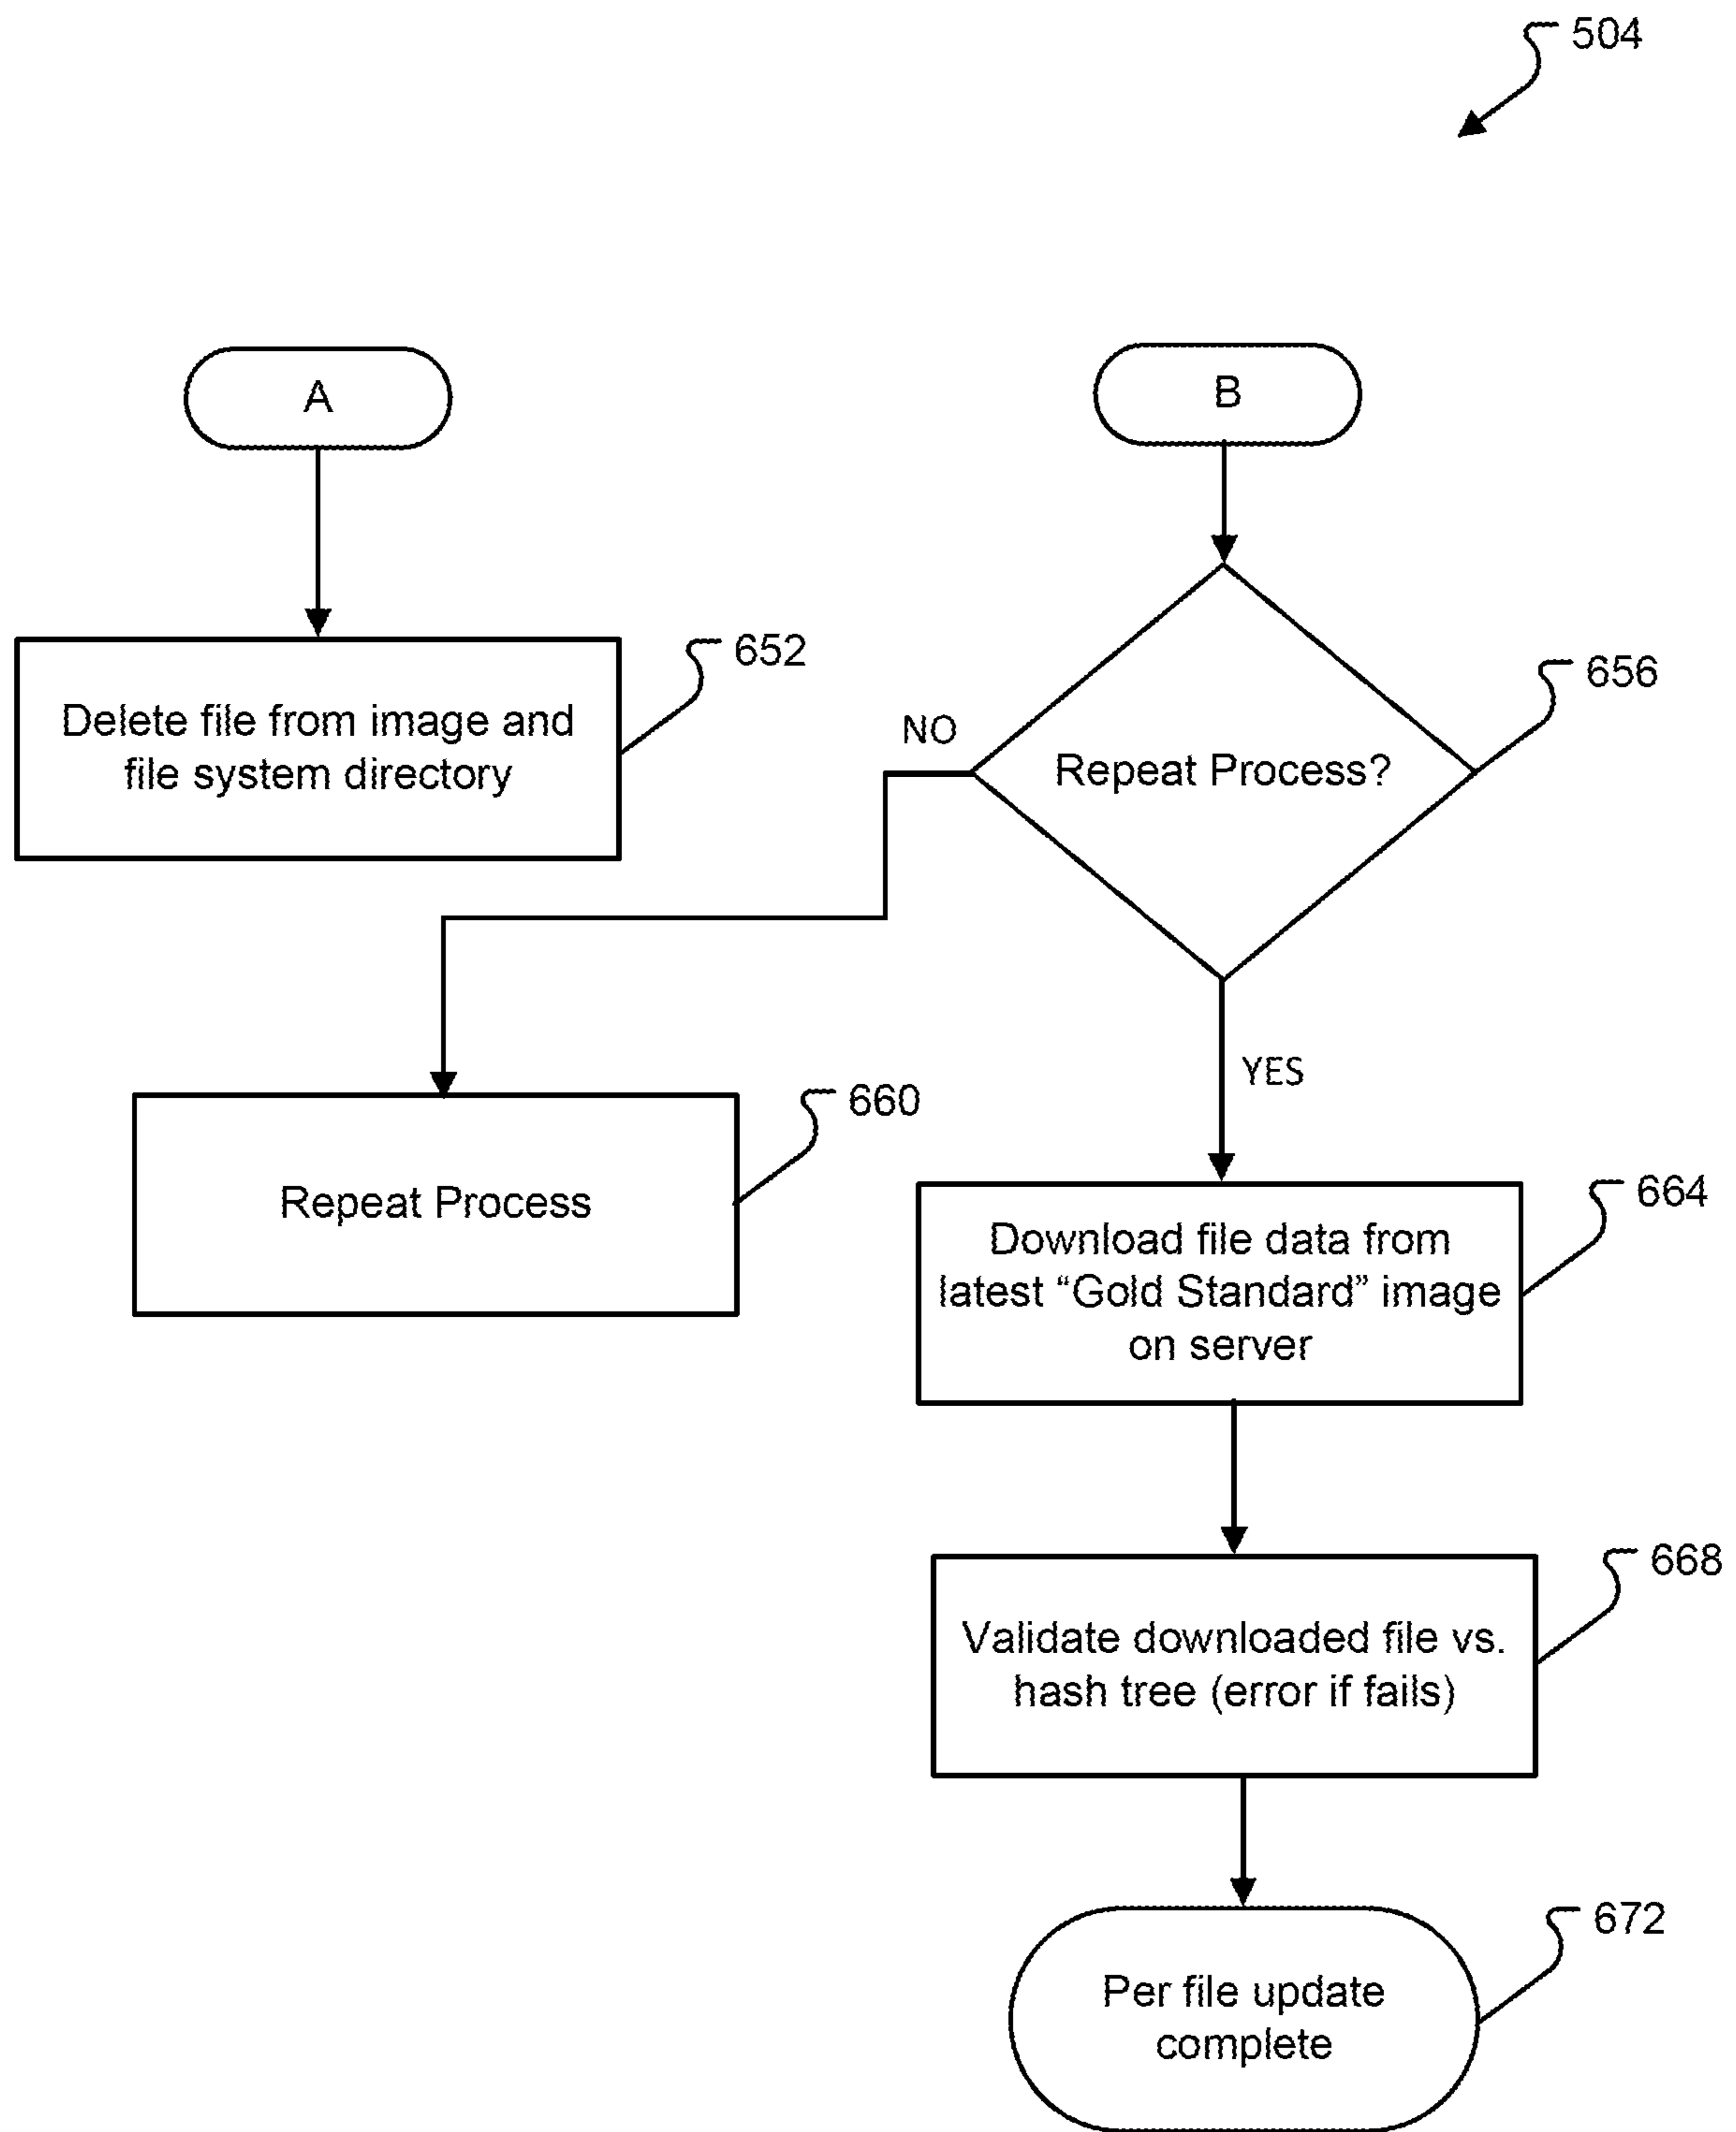 504
A
B
652
Delete file from image and
file system directory
656
NO
Repeat Process?
YES
660
Repeat Process
664
Download file data from
latest “Gold Standard” image
on server
668
Validate downloaded file vs.
hash tree (error if fails)
672
Per file update
complete